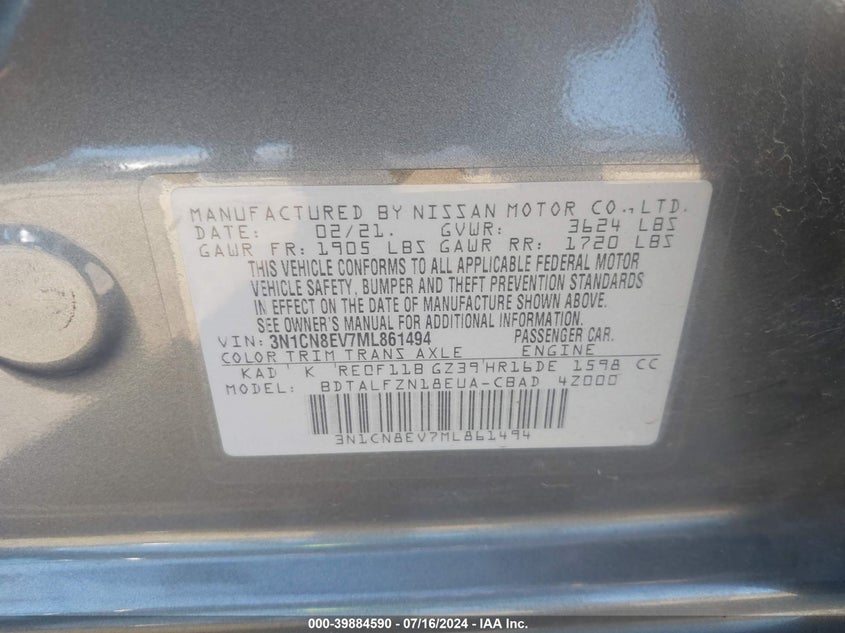 MANUFACTURED BY NISSAN MOTOR CO., LTD.
DATE: 02/21. GVWR: 3624 LBS
GAWR FR: 1905 LBS GAWR RR: 1720 LBS
THIS VEHICLE CONFORMS TO ALL APPLICABLE FEDERAL MOTOR
VEHICLE SAFETY, BUMPER AND THEFT PREVENTION STANDARDS
IN EFFECT ON THE DATE OF MANUFACTURE SHOWN ABOVE.
SEE OWNER'S MANUAL FOR ADDITIONAL INFORMATION.
VIN: 3N1CN8EV7ML861494 PASSENGER CAR.
COLOR TRIM TRANS AXLE ENGINE
KAD K RE0F11B GZ39 HR16DE 1598 CC
MODEL: BDTALFZN18EUA-CBAD 4Z000
3N1CN8EV7ML861494
000-39884590 - 07/16/2024 - IAA Inc.